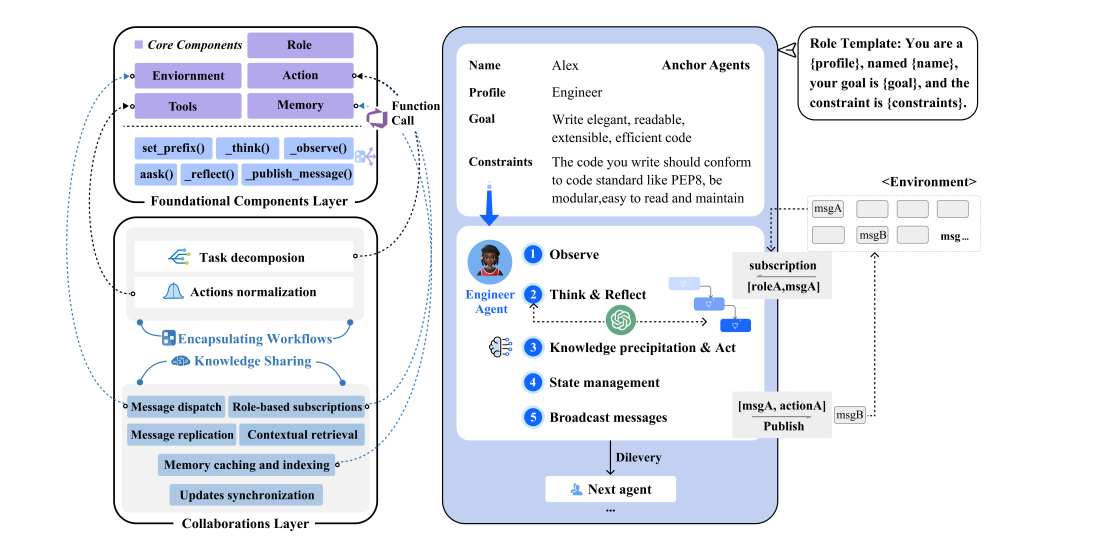 Core Components
Role
Enviornment
Action
Tools
Memory
Function
Call
set_prefix()
_think()
_observe()
aask()
_reflect()
_publish_message()
Foundational Components Layer
Task decomposion
Actions normalization
Encapsulating Workflows
Knowledge Sharing
Message dispatch
Role-based subscriptions
Message replication
Contextual retrieval
Memory caching and indexing
Updates synchronization
Collaborations Layer
Name
Alex
Anchor Agents
Profile
Engineer
Goal
Write elegant, readable,
extensible, efficient code
Constraints
The code you write should conform
to code standard like PEP8, be
modular,easy to read and maintain
Engineer
Agent
1 Observe
2 Think & Reflect
3 Knowledge precipitation & Act
4 State management
5 Broadcast messages
Dilevery
Next agent
...
Role Template: You are a
{profile}, named {name},
your goal is {goal}, and the
constraint is {constraints}.
<Environment>
msgA
msgB
msg...
subscription
[roleA,msgA]
[msgA, actionA]
Publish
msgB